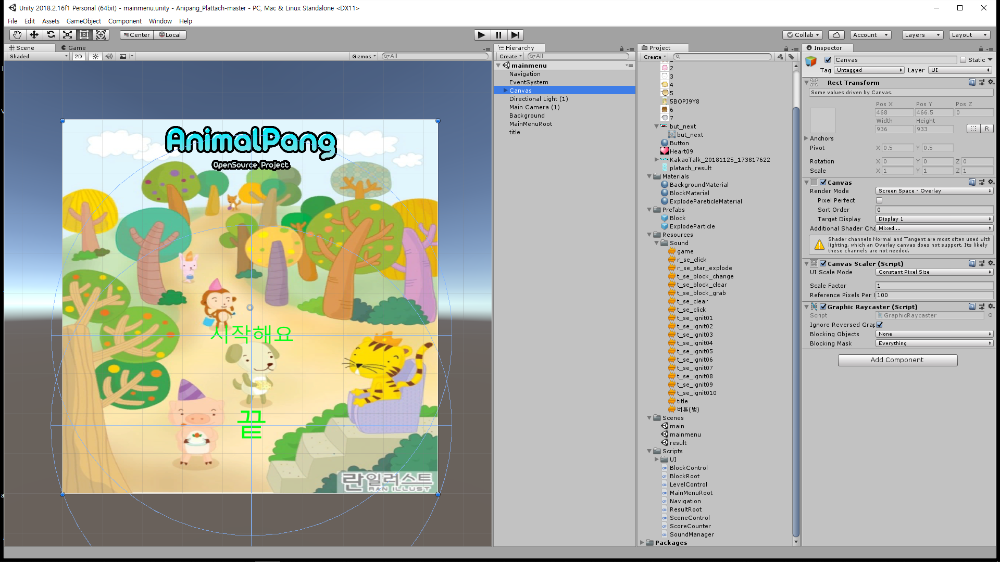 Unity 2018.2.16f1 Personal (64bit) - mainmenu.unity - Anipang_Plattach-master - PC, Mac & Linux Standalone <DX11>
File Edit Assets GameObject Component Window Help
Center Local
Collab Account Layers Layout
Scene Game
Shaded 2D Gizmos All
AnimalPang
OpenSource Project
시작해요
끝
란일러스트
RAN ILLUST
Hierarchy
Create All
mainmenu
Navigation
EventSystem
Canvas
Directional Light (1)
Main Camera (1)
Background
MainMenuRoot
title
Project
Create
2
3
4
5
5BOPJ9Y8
6
7
but_next
but_next
Button
Heart09
KakaoTalk_20181125_173817622
platach_result
Materials
BackgroundMaterial
BlockMaterial
ExplodePareticleMaterial
Prefabs
Block
ExplodeParticle
Resources
Sound
game
r_se_click
r_se_star_explode
t_se_block_change
t_se_block_clear
t_se_block_grab
t_se_clear
t_se_click
t_se_ignit01
t_se_ignit02
t_se_ignit03
t_se_ignit04
t_se_ignit05
t_se_ignit06
t_se_ignit07
t_se_ignit08
t_se_ignit09
t_se_ignit010
title
버튼(벙)
Scenes
main
mainmenu
result
Scripts
UI
BlockControl
BlockRoot
LevelControl
MainMenuRoot
Navigation
ResultRoot
SceneControl
ScoreCounter
SoundManager
Packages
Inspector
Canvas Static
Tag Untagged Layer UI
Rect Transform
Some values driven by Canvas.
Pos X Pos Y Pos Z
468 466.5 0
Width Height
936 933 R
Anchors
Pivot X 0.5 Y 0.5
Rotation X 0 Y 0 Z 0
Scale X 1 Y 1 Z 1
Canvas
Render Mode Screen Space - Overlay
Pixel Perfect
Sort Order 0
Target Display Display 1
Additional Shader Cha Mixed ...
Shader channels Normal and Tangent are most often used with
lighting, which an Overlay canvas does not support. Its likely
these channels are not needed.
Canvas Scaler (Script)
UI Scale Mode Constant Pixel Size
Scale Factor 1
Reference Pixels Per U 100
Graphic Raycaster (Script)
Script GraphicRaycaster
Ignore Reversed Grap
Blocking Objects None
Blocking Mask Everything
Add Component